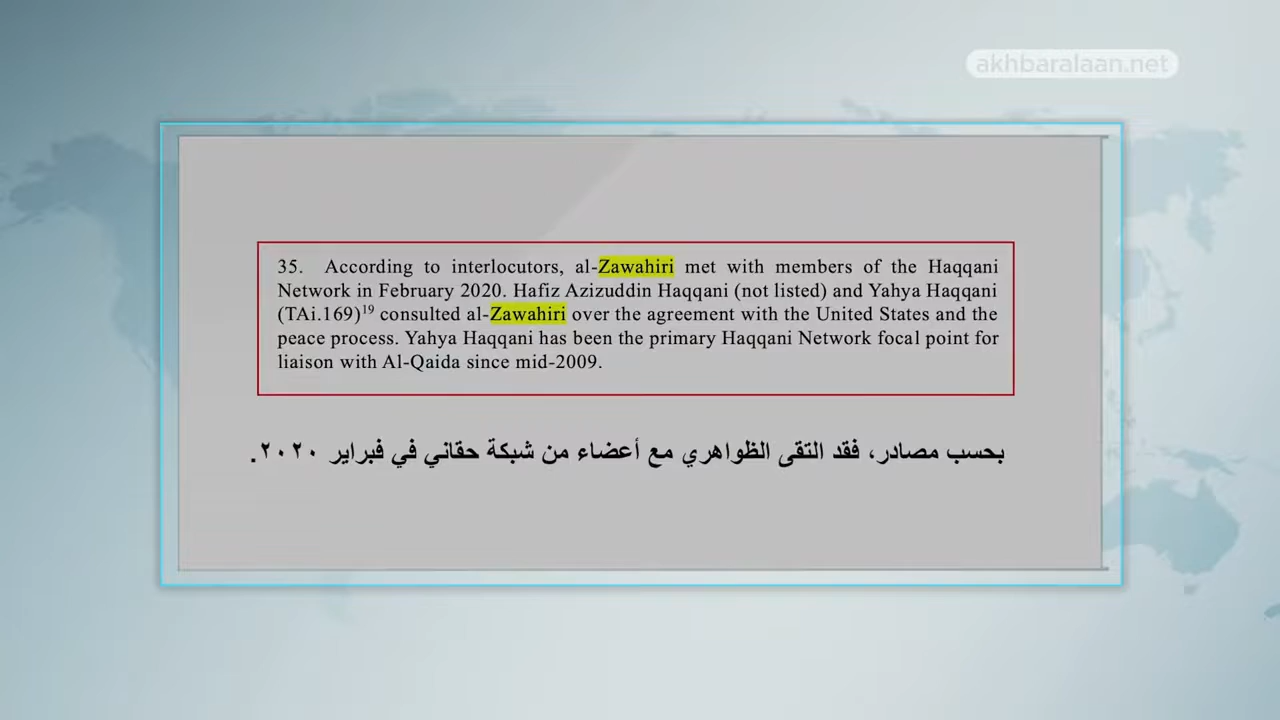 akhbaralaan.net
35. According to interlocutors, al-Zawahiri met with members of the Haqqani
Network in February 2020. Hafiz Azizuddin Haqqani (not listed) and Yahya Haqqani
(TAi.169)¹⁹ consulted al-Zawahiri over the agreement with the United States and the
peace process. Yahya Haqqani has been the primary Haqqani Network focal point for
liaison with Al-Qaida since mid-2009.
بحسب مصادر، فقد التقى الظواهري مع أعضاء من شبكة حقاني في فبراير ٢٠٢٠.